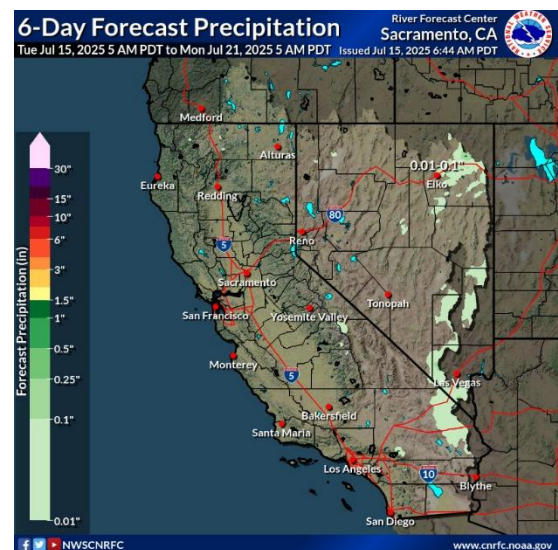 6-Day Forecast Precipitation
Tue Jul 15, 2025 5 AM PDT to Mon Jul 21, 2025 5 AM PDT
River Forecast Center
Sacramento, CA
Issued Jul 15, 2025 6:44 AM PDT
Medford
Alturas
0.01-0.1"
Elko
Eureka
Redding
80
Reno
5
Sacramento
Tonopah
San Francisco
Yosemite Valley
Monterey
5
Las Vegas
Bakersfield
Santa Maria
Los Angeles
10
Blythe
San Diego
Forecast Precipitation (in)
30"
15"
10"
6"
3"
1.5"
1"
0.5"
0.25"
0.1"
0.01"
NWSCNRFC
www.cnrfc.noaa.gov